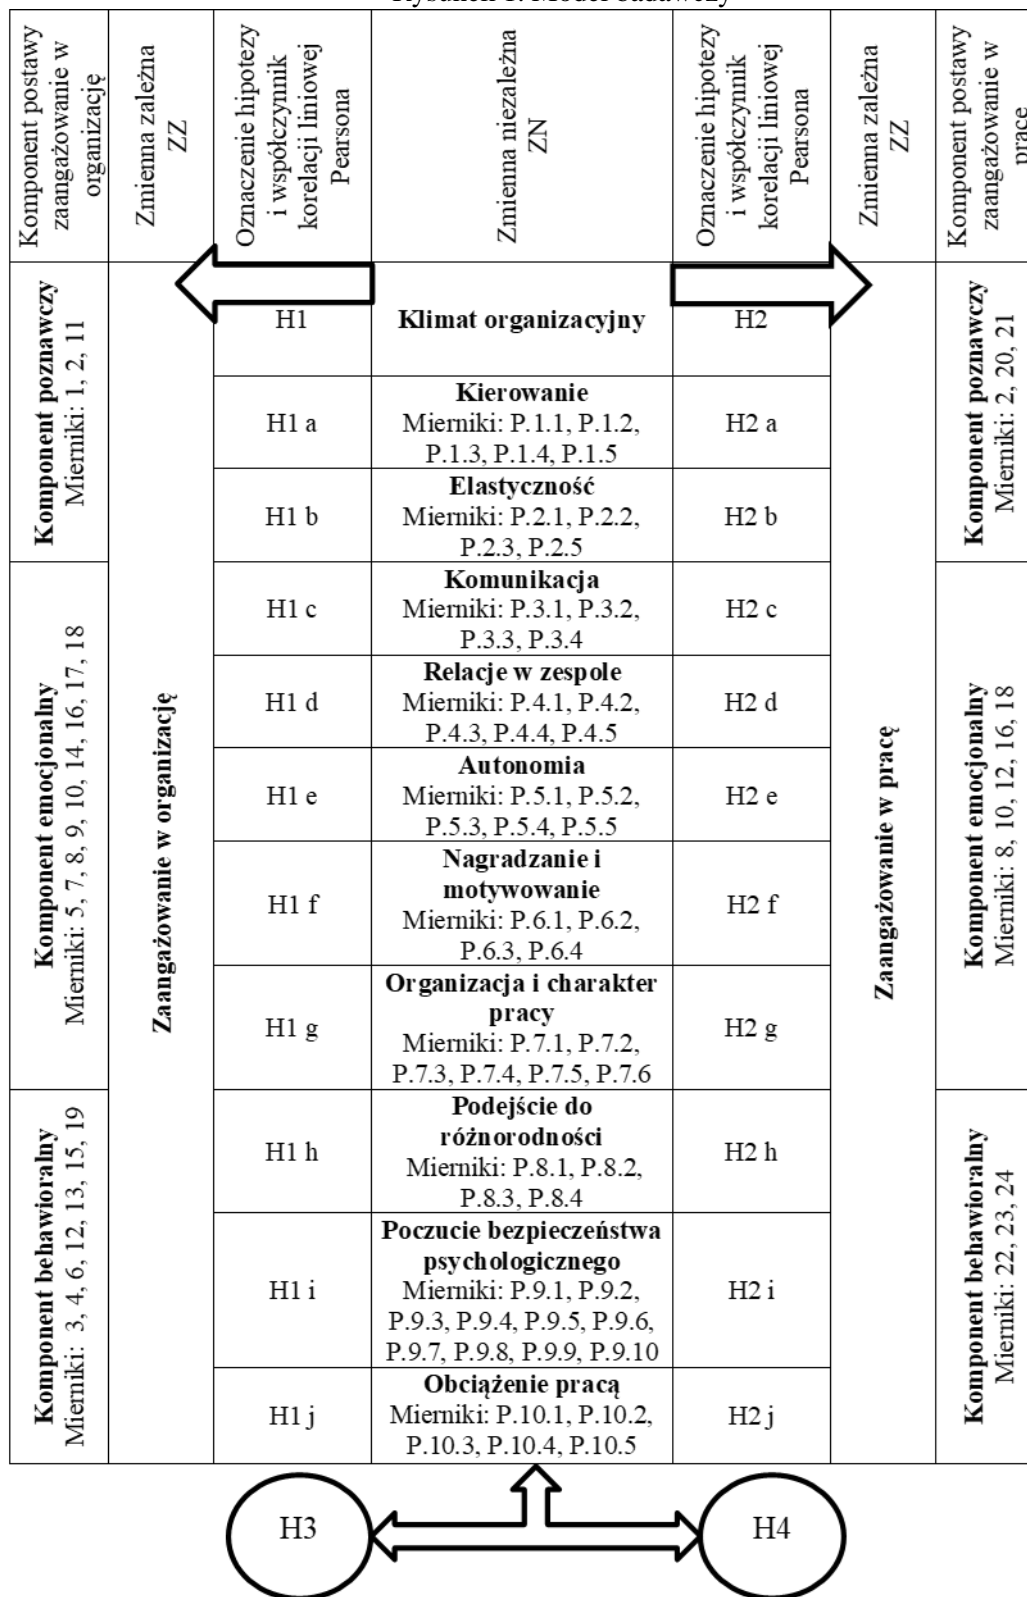 Rysunek 1. Model badawczy
Komponent postawy
zaangażowanie w
organizację
Zmienna zależna
ZZ
Oznaczenie hipotezy
i współczynnik
korelacji liniowej
Pearsona
Zmienna niezależna
ZN
Oznaczenie hipotezy
i współczynnik
korelacji liniowej
Pearsona
Zmienna zależna
ZZ
Komponent postawy
zaangażowanie w
pracę
Komponent poznawczy
Mierniki: 1, 2, 11
Komponent emocjonalny
Mierniki: 5, 7, 8, 9, 10, 14, 16, 17, 18
Komponent behawioralny
Mierniki: 3, 4, 6, 12, 13, 15, 19
Zaangażowanie w organizację
H1
Klimat organizacyjny
H2
H1 a
Kierowanie
Mierniki: P.1.1, P.1.2,
P.1.3, P.1.4, P.1.5
H2 a
H1 b
Elastyczność
Mierniki: P.2.1, P.2.2,
P.2.3, P.2.5
H2 b
H1 c
Komunikacja
Mierniki: P.3.1, P.3.2,
P.3.3, P.3.4
H2 c
H1 d
Relacje w zespole
Mierniki: P.4.1, P.4.2,
P.4.3, P.4.4, P.4.5
H2 d
H1 e
Autonomia
Mierniki: P.5.1, P.5.2,
P.5.3, P.5.4, P.5.5
H2 e
H1 f
Nagradzanie i
motywowanie
Mierniki: P.6.1, P.6.2,
P.6.3, P.6.4
H2 f
H1 g
Organizacja i charakter
pracy
Mierniki: P.7.1, P.7.2,
P.7.3, P.7.4, P.7.5, P.7.6
H2 g
H1 h
Podejście do
różnorodności
Mierniki: P.8.1, P.8.2,
P.8.3, P.8.4
H2 h
H1 i
Poczucie bezpieczeństwa
psychologicznego
Mierniki: P.9.1, P.9.2,
P.9.3, P.9.4, P.9.5, P.9.6,
P.9.7, P.9.8, P.9.9, P.9.10
H2 i
H1 j
Obciążenie pracą
Mierniki: P.10.1, P.10.2,
P.10.3, P.10.4, P.10.5
H2 j
Zaangażowanie w pracę
Komponent poznawczy
Mierniki: 2, 20, 21
Komponent emocjonalny
Mierniki: 8, 10, 12, 16, 18
Komponent behawioralny
Mierniki: 22, 23, 24
H3
H4